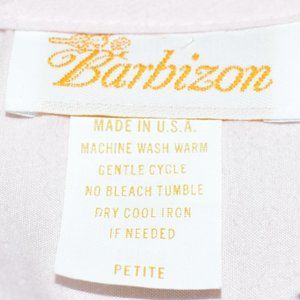 Barbizon
MADE IN U.S.A.
MACHINE WASH WARM
GENTLE CYCLE
NO BLEACH TUMBLE
DRY COOL IRON
IF NEEDED
PETITE